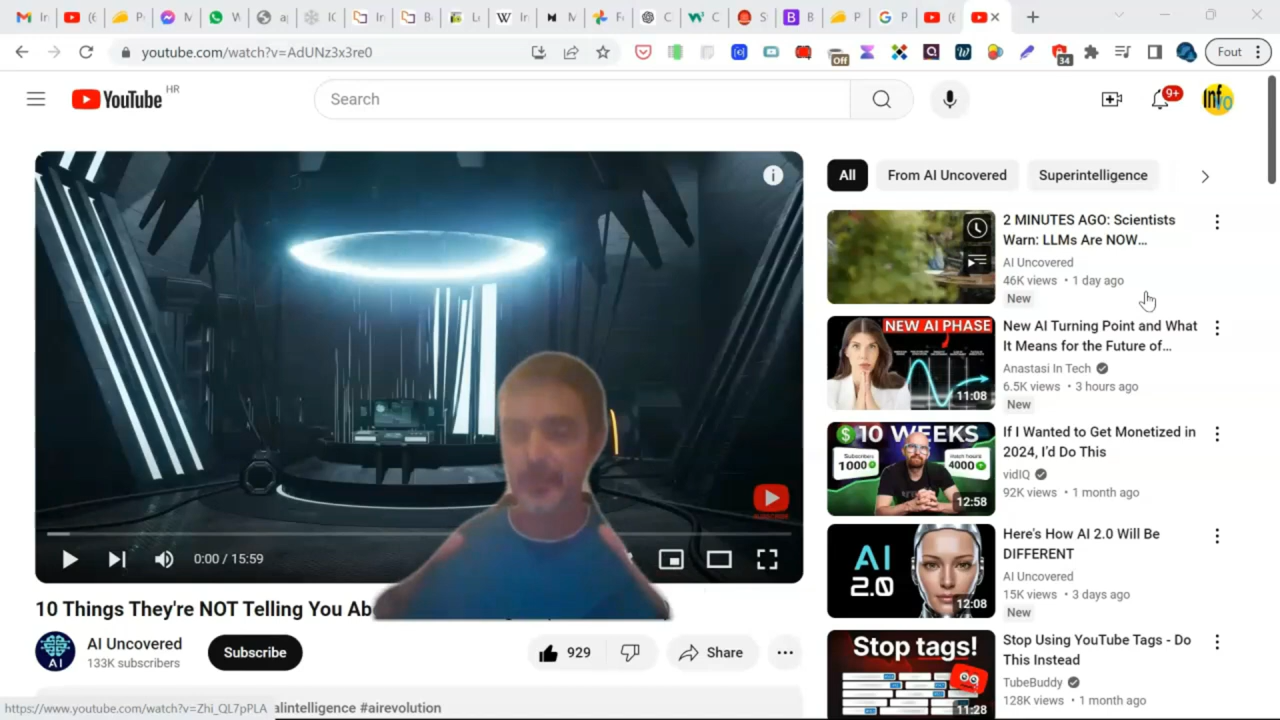 youtube.com/watch?v=AdUNz3x3re0
Off
34
Fout
YouTube
HR
Search
9+
Info
All
From AI Uncovered
Superintelligence
2 MINUTES AGO: Scientists
Warn: LLMs Are NOW...
AI Uncovered
46K views • 1 day ago
New
NEW AI PHASE
11:08
New AI Turning Point and What
It Means for the Future of...
Anastasi In Tech
6.5K views • 3 hours ago
New
$10 WEEKS
Subscribers
1000
Watch hours
4000
12:58
If I Wanted to Get Monetized in
2024, I'd Do This
vidIQ
92K views • 1 month ago
AI
2.0
12:08
Here's How AI 2.0 Will Be
DIFFERENT
AI Uncovered
15K views • 3 days ago
New
Stop tags!
11:28
Stop Using YouTube Tags - Do
This Instead
TubeBuddy
128K views • 1 month ago
0:00 / 15:59
10 Things They're NOT Telling You Ab
AI
AI Uncovered
133K subscribers
Subscribe
929
Share
https://www.youtube.com/watch?v=